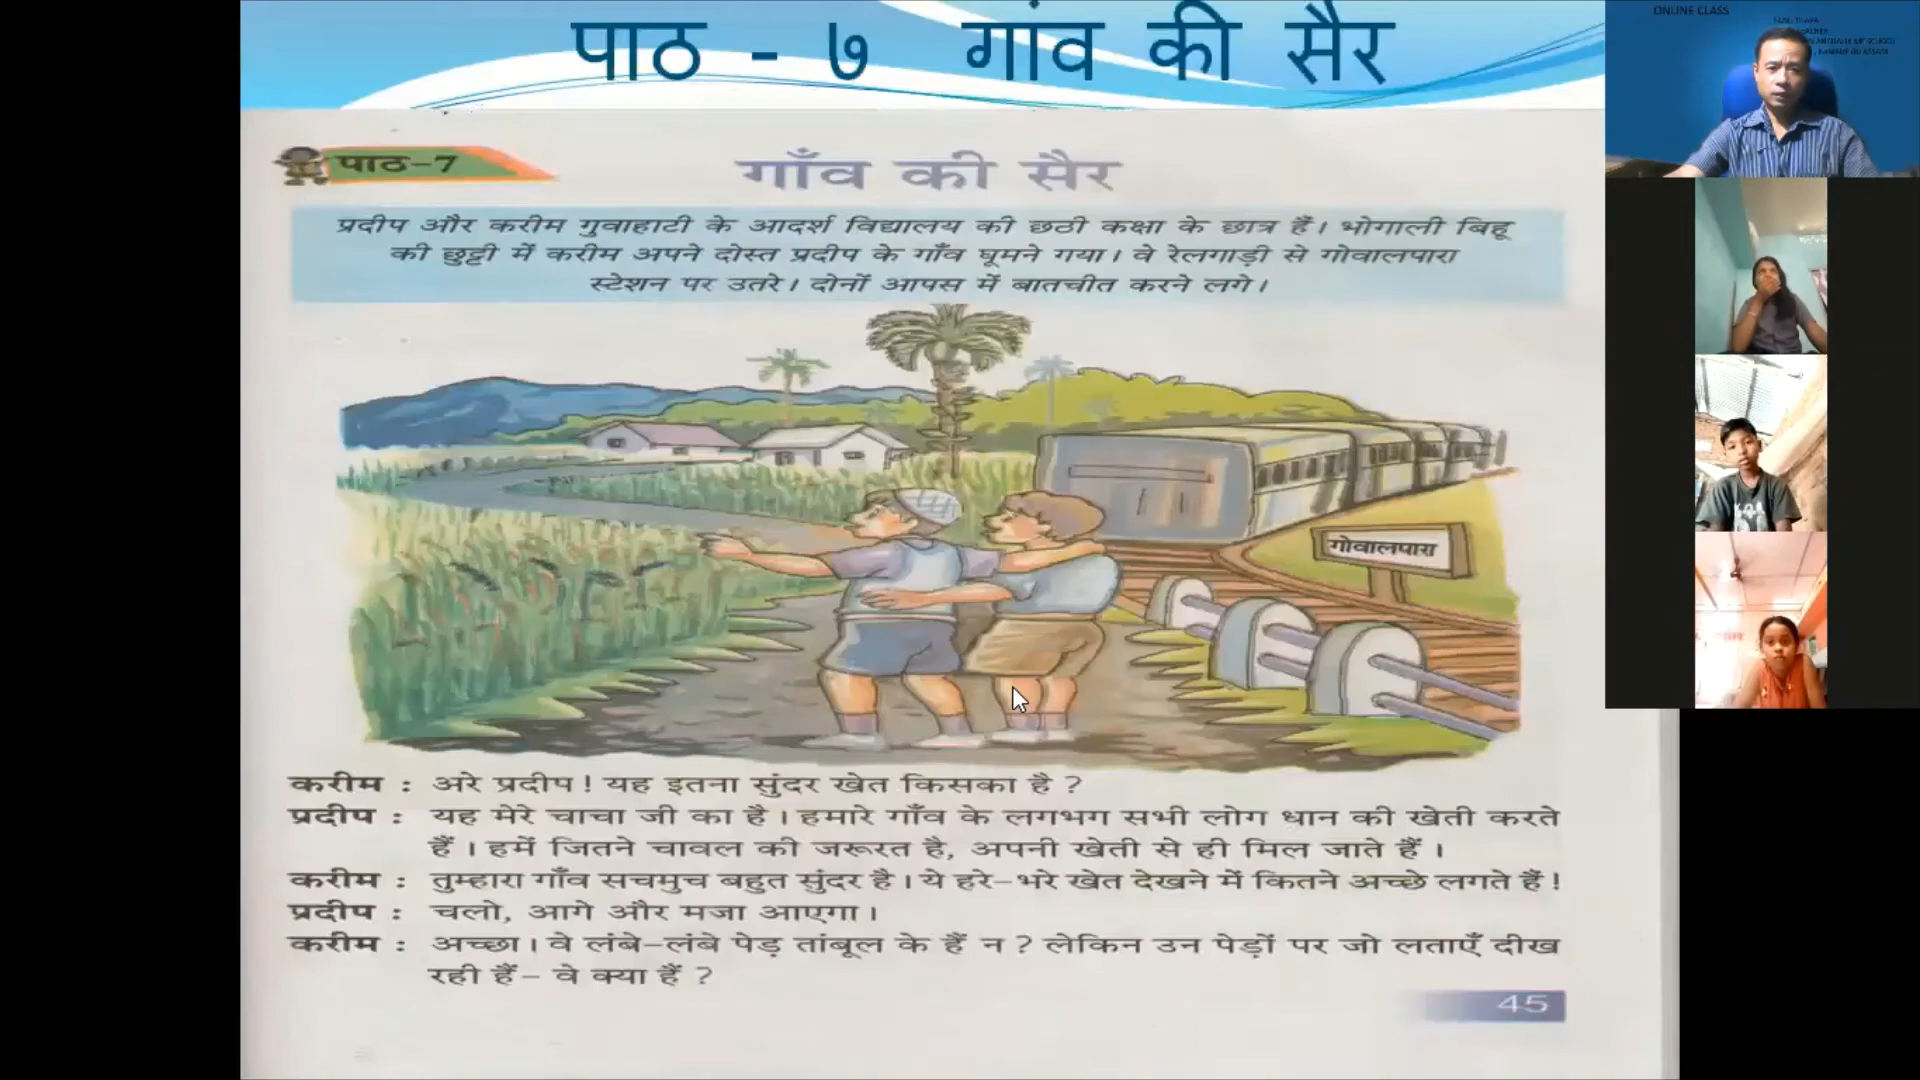 पाठ - ७ गांव की सैर
ONLINE CLASS
पाठ-7
गाँव की सैर
प्रदीप और करीम गुवाहाटी के आदर्श विद्यालय की छठी कक्षा के छात्र हैं। भोगाली बिहू
की छुट्टी में करीम अपने दोस्त प्रदीप के गाँव घूमने गया। वे रेलगाड़ी से गोवालपारा
स्टेशन पर उतरे। दोनों आपस में बातचीत करने लगे।
गोवालपारा
करीम : अरे प्रदीप! यह इतना सुंदर खेत किसका है ?
प्रदीप : यह मेरे चाचा जी का है। हमारे गाँव के लगभग सभी लोग धान की खेती करते
हैं। हमें जितने चावल की जरूरत है, अपनी खेती से ही मिल जाते हैं।
करीम : तुम्हारा गाँव सचमुच बहुत सुंदर है। ये हरे-भरे खेत देखने में कितने अच्छे लगते हैं!
प्रदीप : चलो, आगे और मजा आएगा।
करीम : अच्छा। वे लंबे-लंबे पेड़ तांबूल के हैं न ? लेकिन उन पेड़ों पर जो लताएँ दीख
रही हैं- वे क्या हैं ?
45